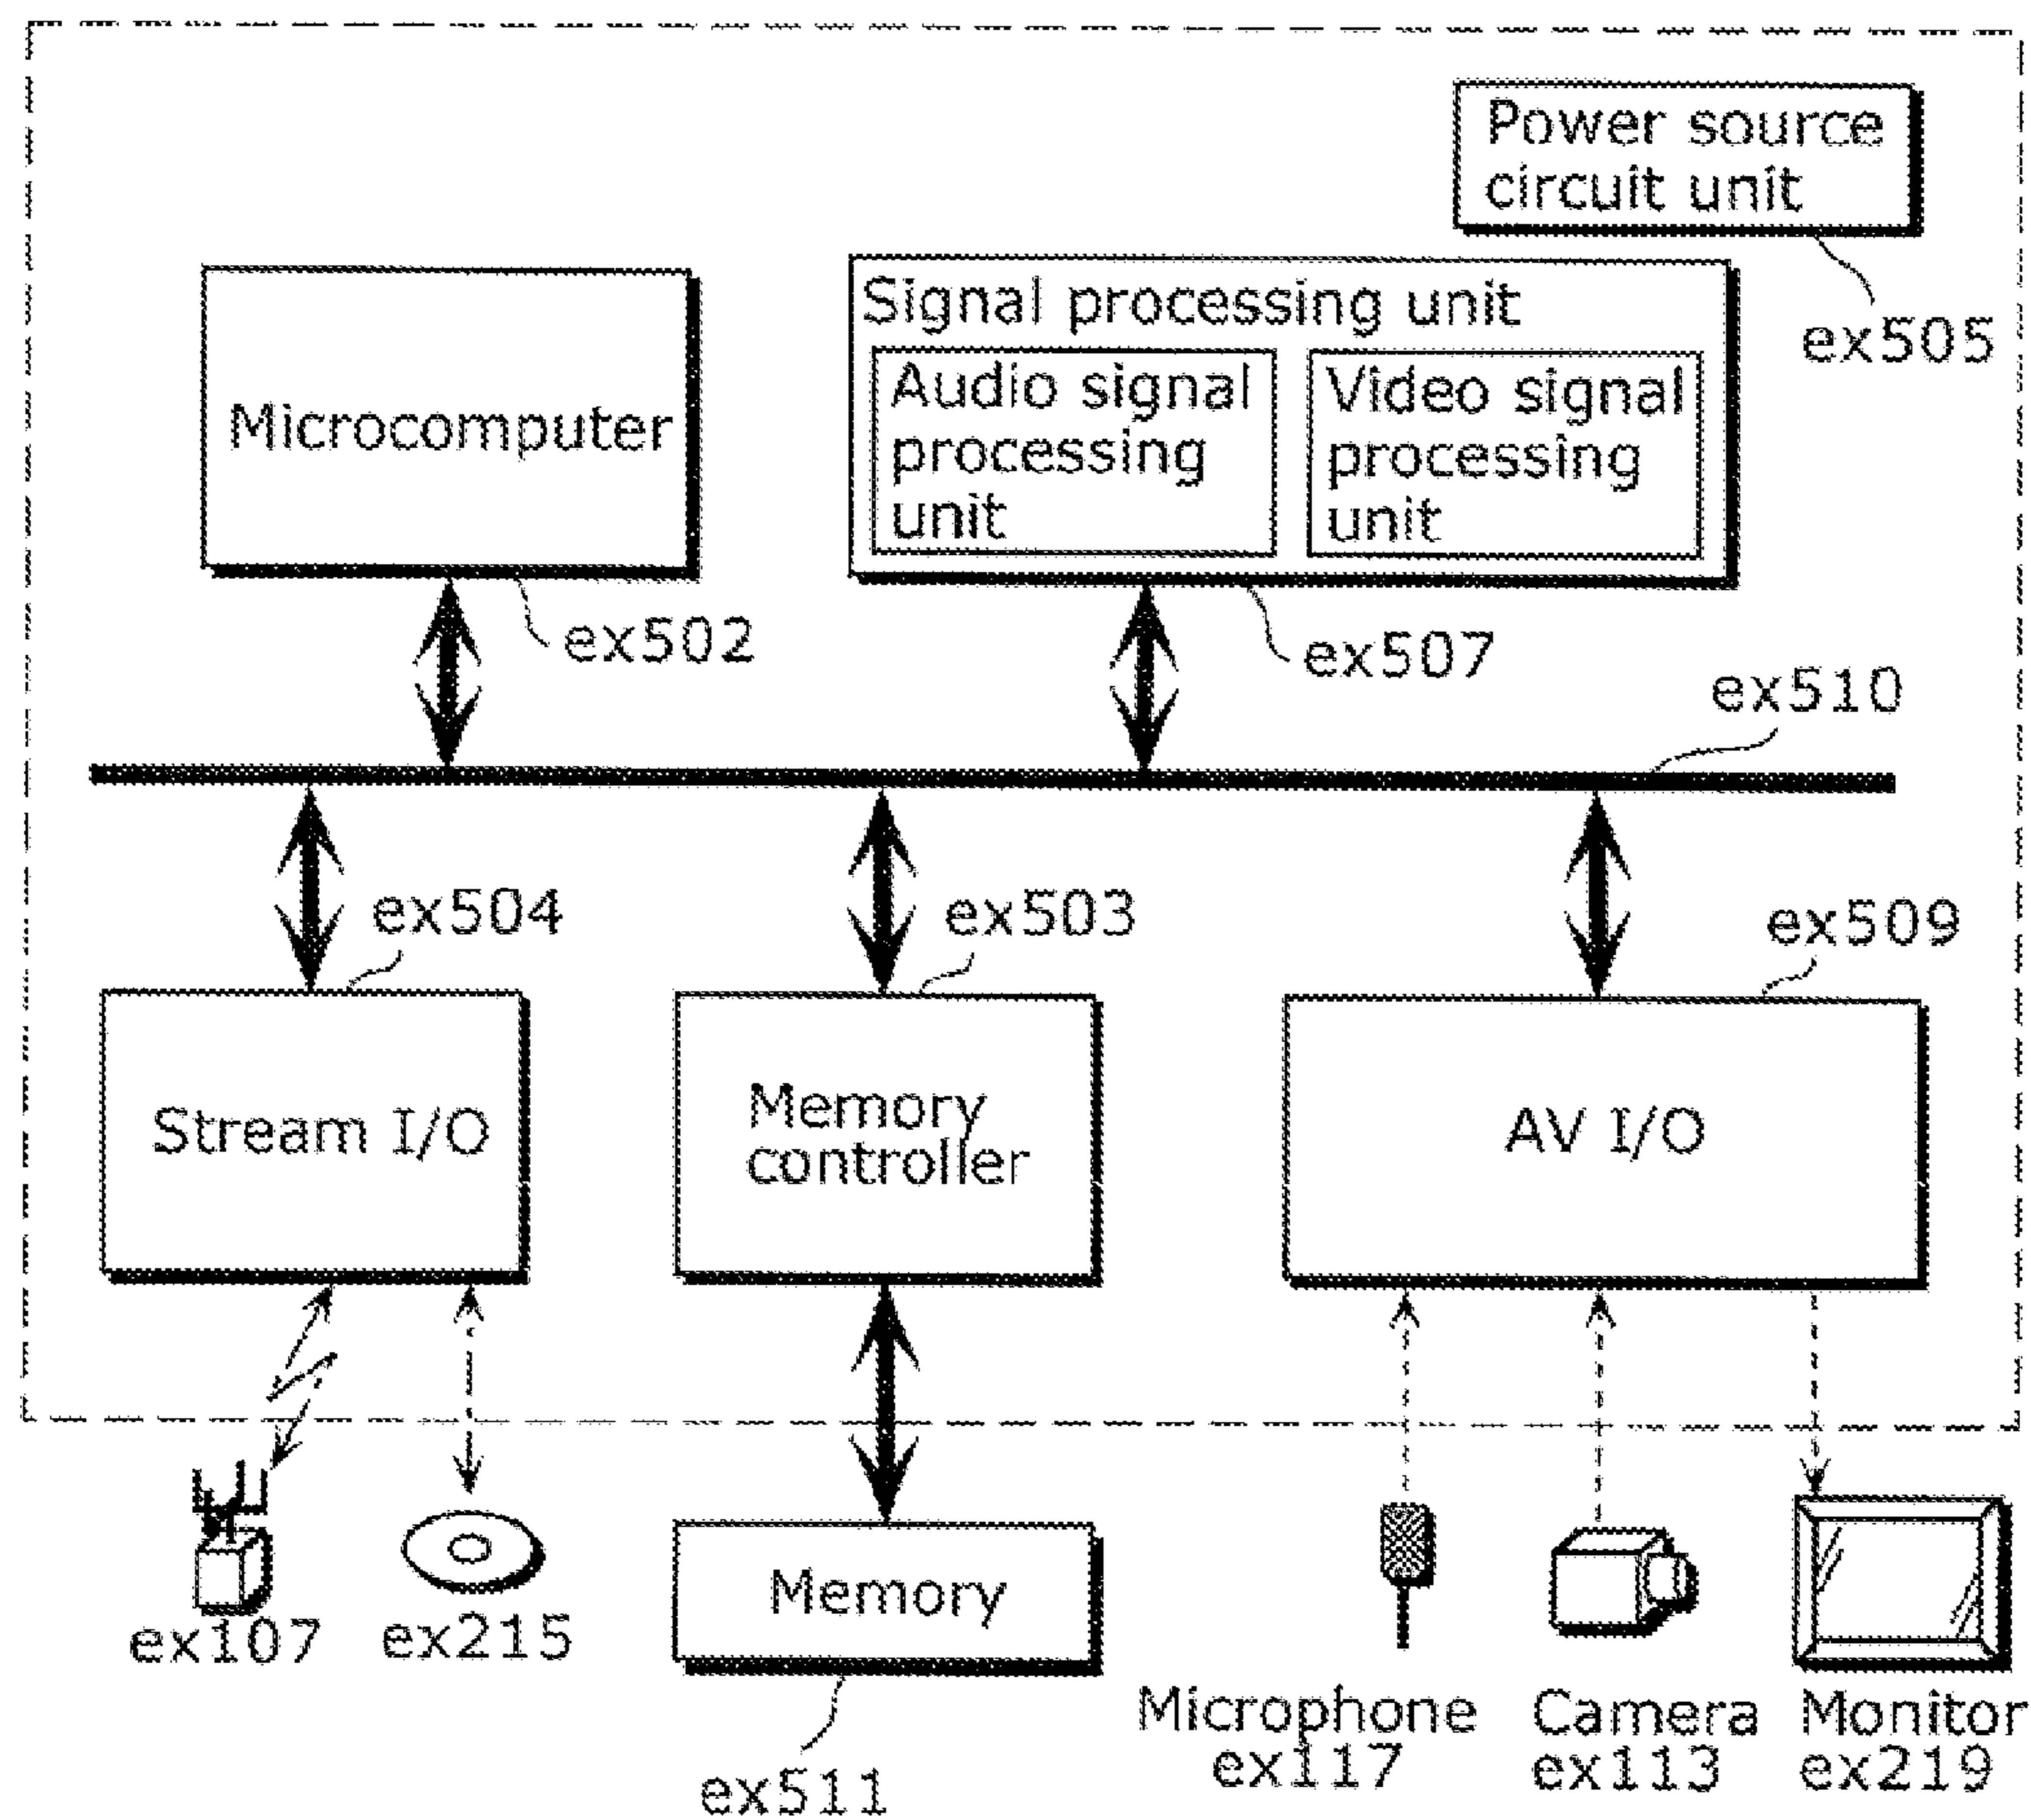 Power source
circuit unit
ex505
Microcomputer
ex502
Signal processing unit
Audio signal
processing
unit
Video signal
processing
unit
ex507
ex510
ex504
Stream I/O
ex503
Memory
controller
ex509
AV I/O
ex107
ex215
Memory
ex511
Microphone
ex117
Camera
ex113
Monitor
ex219